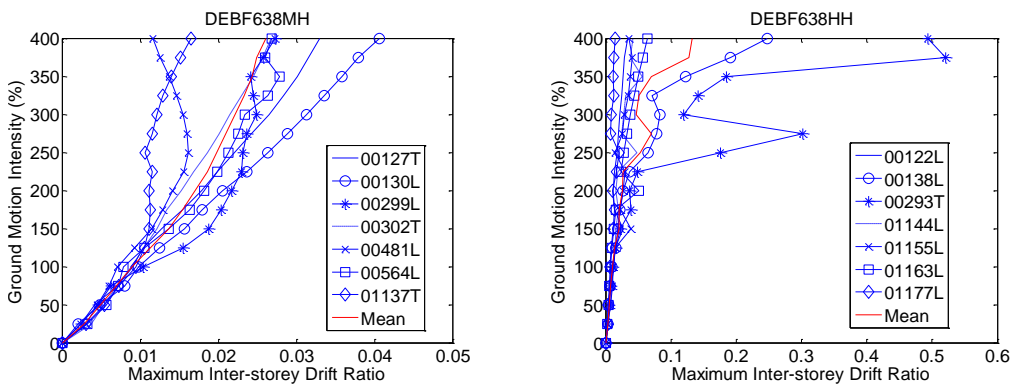 DEBF638MH
Ground Motion Intensity (%)
400
350
300
250
200
150
100
50
0
00127T
00130L
00299L
00302T
00481L
00564L
01137T
Mean
0 0.01 0.02 0.03 0.04 0.05
Maximum Inter-storey Drift Ratio
DEBF638HH
Ground Motion Intensity (%)
400
350
300
250
200
150
100
50
0
00122L
00138L
00293T
01144L
01155L
01163L
01177L
Mean
0 0.1 0.2 0.3 0.4 0.5 0.6
Maximum Inter-storey Drift Ratio